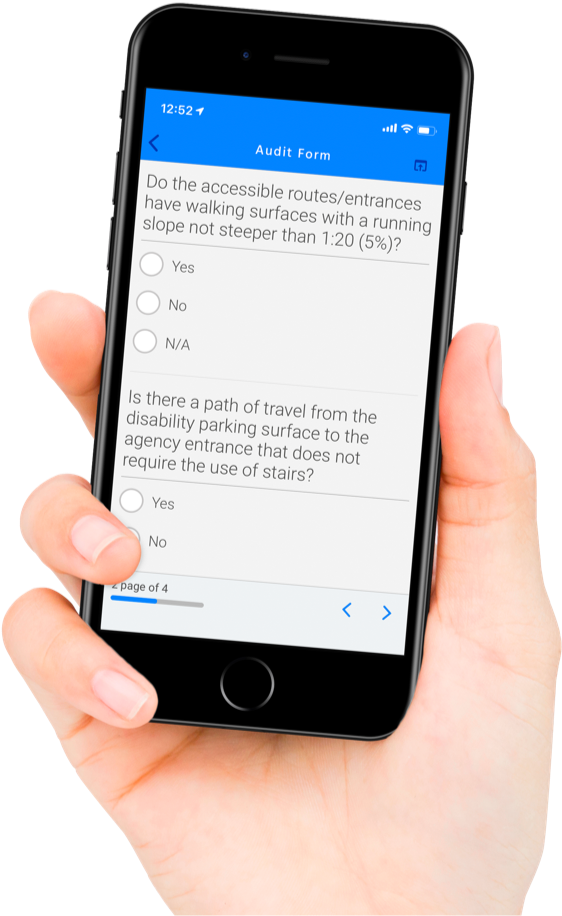 12:52
Audit Form
Do the accessible routes/entrances
have walking surfaces with a running
slope not steeper than 1:20 (5%)?
Yes
No
N/A
Is there a path of travel from the
disability parking surface to the
agency entrance that does not
require the use of stairs?
Yes
No
2 page of 4